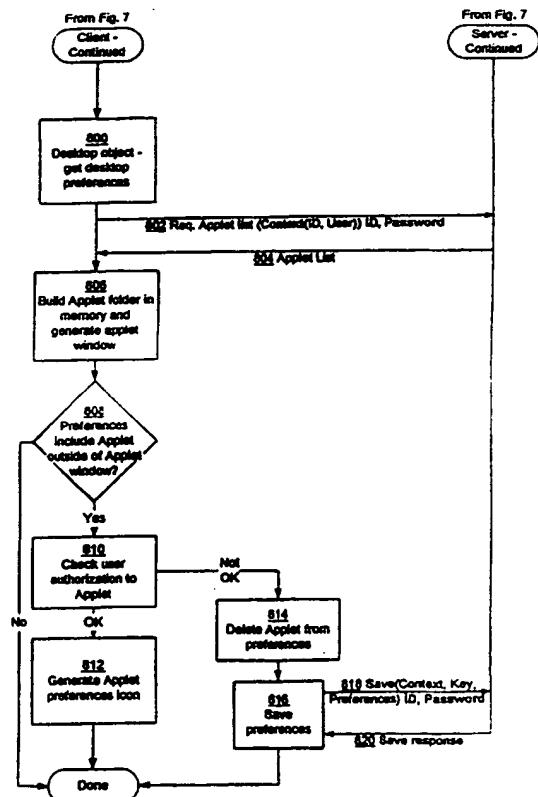 From Fig. 7
Client -
Continued
From Fig. 7
Server -
Continued
800
Desktop object -
get desktop
preferences
802 Req. Applet list (Context(ID, User)) ID, Password
804 Applet List
806
Build Applet folder in
memory and
generate applet
window
808
Preferences
include Applet
outside of Applet
window?
Yes
No
810
Check user
authorization to
Applet
Not
OK
OK
814
Delete Applet from
preferences
812
Generate Applet
preferences icon
816
Save
preferences
818 Save(Context, Key,
Preferences) ID, Password
820 Save response
Done